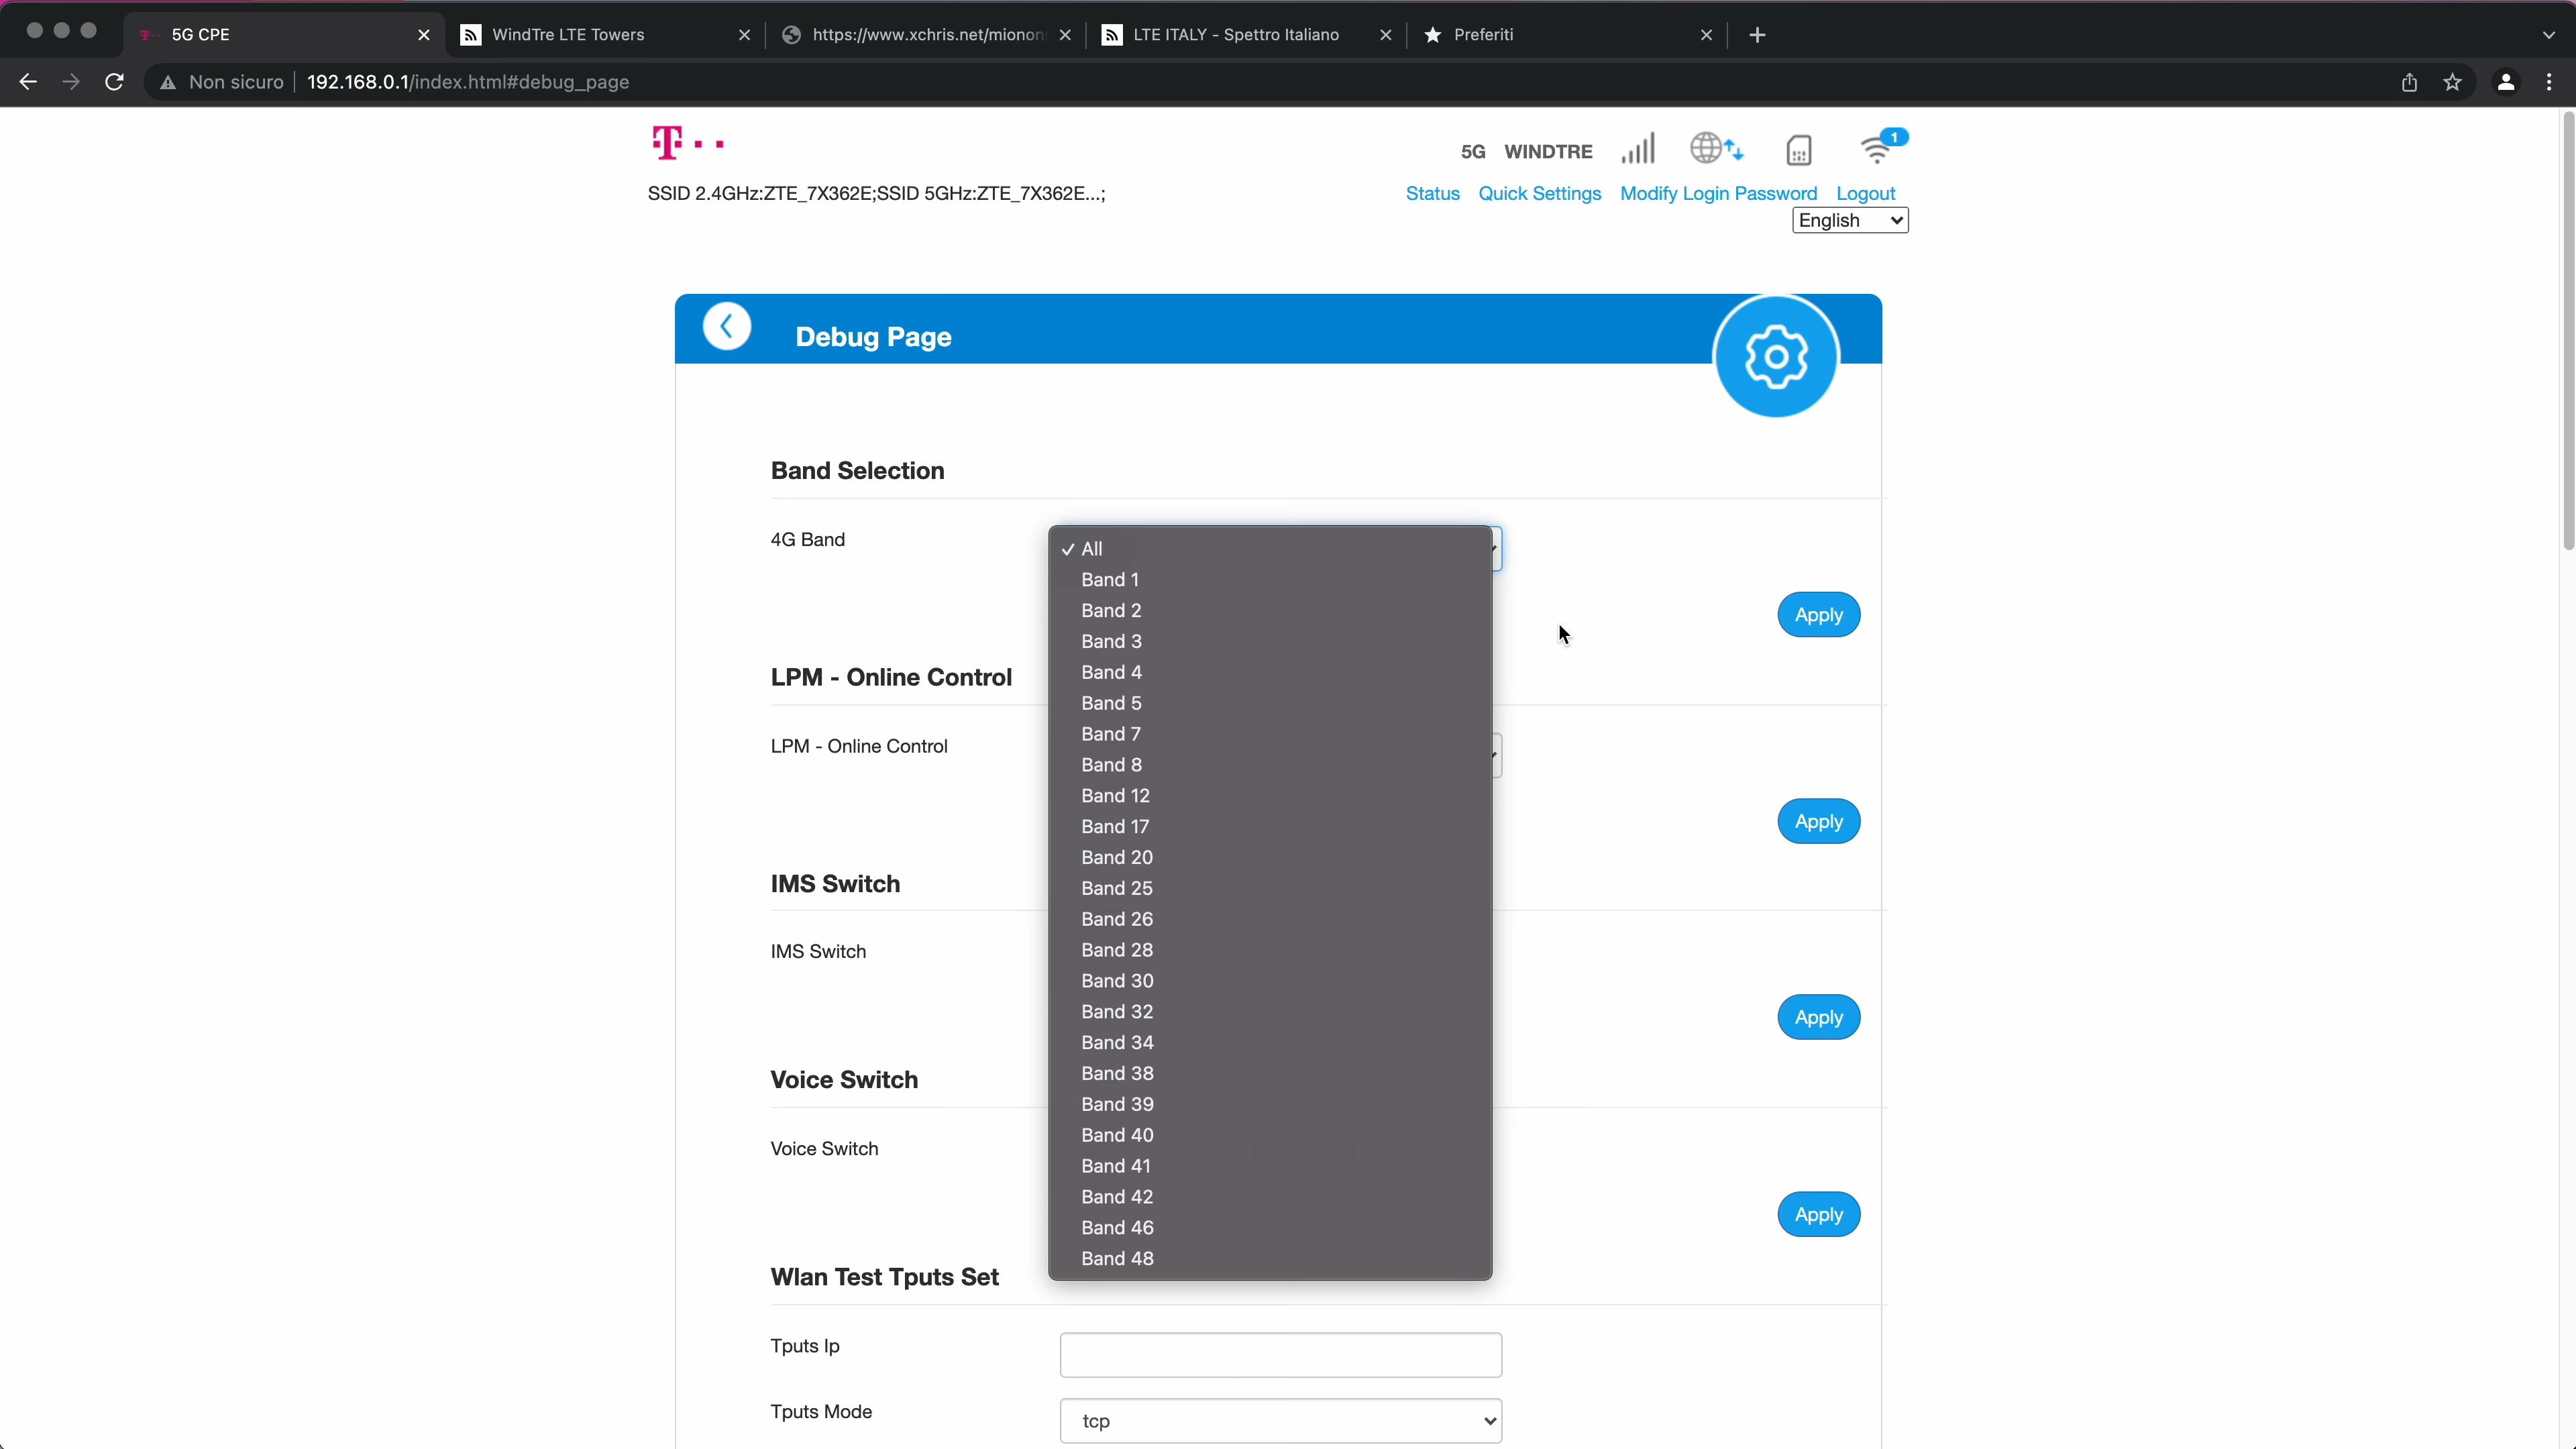 5G CPE
WindTre LTE Towers
https://www.xchris.net/mionon
LTE ITALY - Spettro Italiano
Preferiti
Non sicuro
192.168.0.1/index.html#debug_page
T
5G WINDTRE
1
SSID 2.4GHz:ZTE_7X362E;SSID 5GHz:ZTE_7X362E...;
Status Quick Settings Modify Login Password Logout
English
Debug Page
Band Selection
4G Band
✓ All
Band 1
Band 2
Band 3
Band 4
Band 5
Band 7
Band 8
Band 12
Band 17
Band 20
Band 25
Band 26
Band 28
Band 30
Band 32
Band 34
Band 38
Band 39
Band 40
Band 41
Band 42
Band 46
Band 48
Apply
LPM - Online Control
LPM - Online Control
Apply
IMS Switch
IMS Switch
Apply
Voice Switch
Voice Switch
Apply
Wlan Test Tputs Set
Tputs Ip
Tputs Mode
tcp